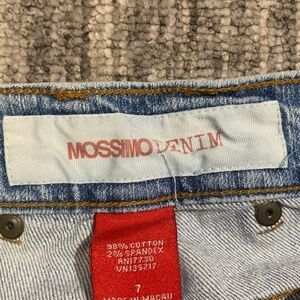 MOSSIMO DENIM
98% COTTON
2% SPANDEX
RN17730
VN135217
7
MADE IN MACAU